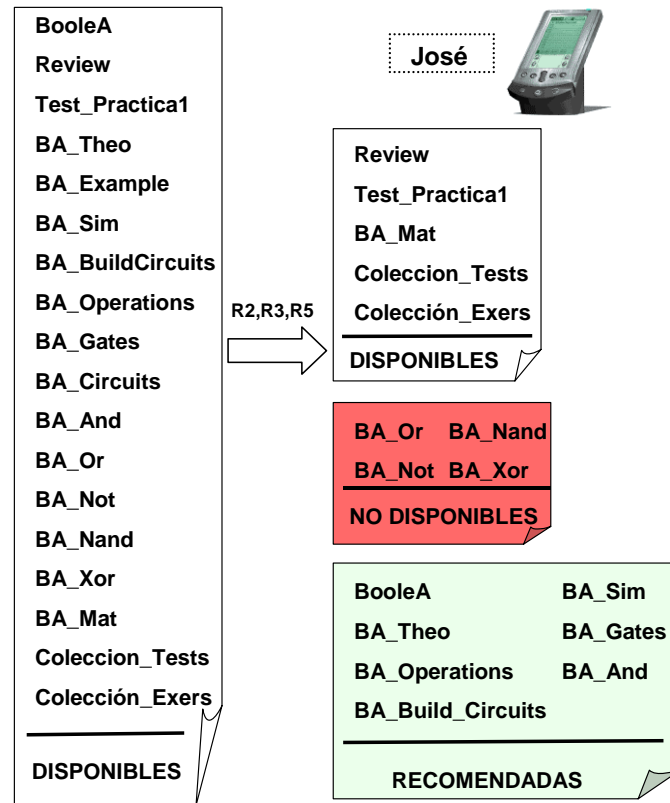 BooleA
Review
Test_Practica1
BA_Theo
BA_Example
BA_Sim
BA_BuildCircuits
BA_Operations
BA_Gates
BA_Circuits
BA_And
BA_Or
BA_Not
BA_Nand
BA_Xor
BA_Mat
Coleccion_Tests
Colección_Exers
DISPONIBLES
R2,R3,R5
José
Review
Test_Practica1
BA_Mat
Coleccion_Tests
Colección_Exers
DISPONIBLES
BA_Or BA_Nand
BA_Not BA_Xor
NO DISPONIBLES
BooleA BA_Sim
BA_Theo BA_Gates
BA_Operations BA_And
BA_Build_Circuits
RECOMENDADAS